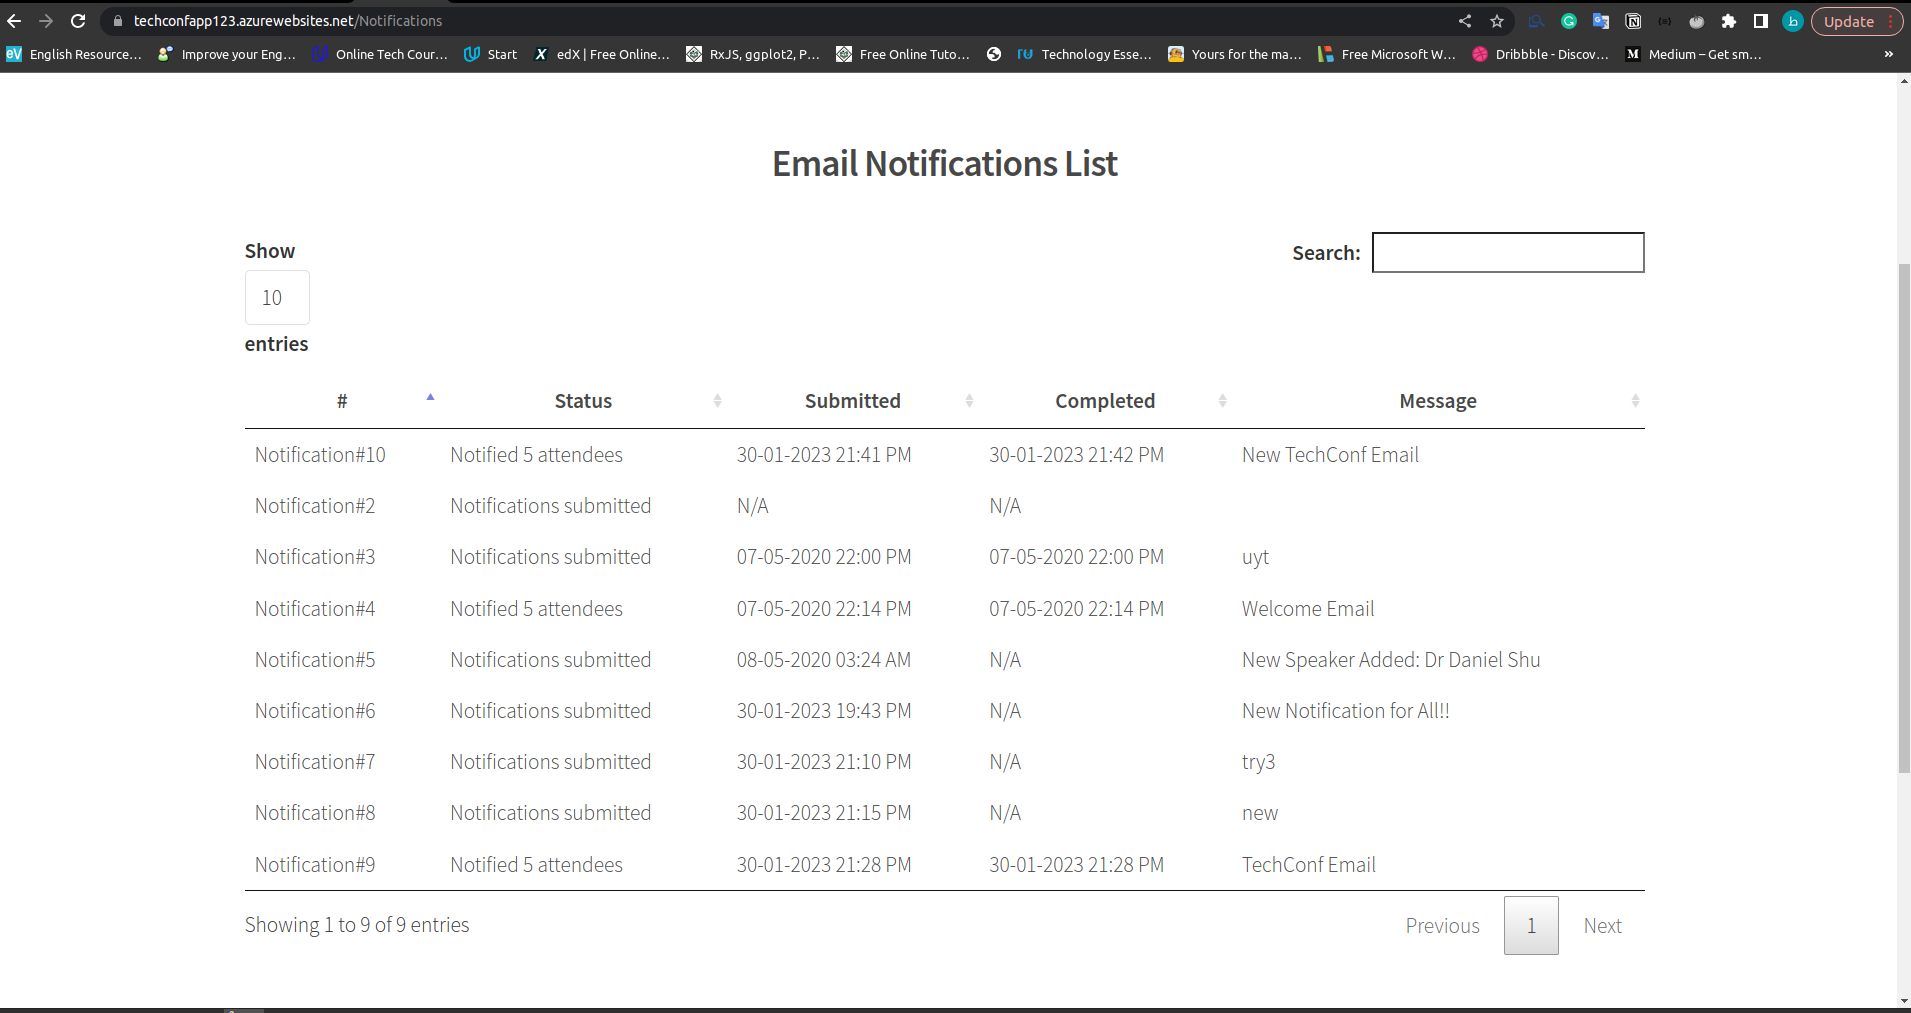 techconfapp123.azurewebsites.net/Notifications Update
English Resource... Improve your Eng... Online Tech Cour... Start edX | Free Online... RxJS, ggplot2, P... Free Online Tuto... Technology Esse... Yours for the ma... Free Microsoft W... Dribbble - Discov... Medium – Get sm... »
Email Notifications List
Show
10
entries
Search:
# Status Submitted Completed Message
Notification#10 Notified 5 attendees 30-01-2023 21:41 PM 30-01-2023 21:42 PM New TechConf Email
Notification#2 Notifications submitted N/A N/A
Notification#3 Notifications submitted 07-05-2020 22:00 PM 07-05-2020 22:00 PM uyt
Notification#4 Notified 5 attendees 07-05-2020 22:14 PM 07-05-2020 22:14 PM Welcome Email
Notification#5 Notifications submitted 08-05-2020 03:24 AM N/A New Speaker Added: Dr Daniel Shu
Notification#6 Notifications submitted 30-01-2023 19:43 PM N/A New Notification for All!!
Notification#7 Notifications submitted 30-01-2023 21:10 PM N/A try3
Notification#8 Notifications submitted 30-01-2023 21:15 PM N/A new
Notification#9 Notified 5 attendees 30-01-2023 21:28 PM 30-01-2023 21:28 PM TechConf Email
Showing 1 to 9 of 9 entries
Previous 1 Next